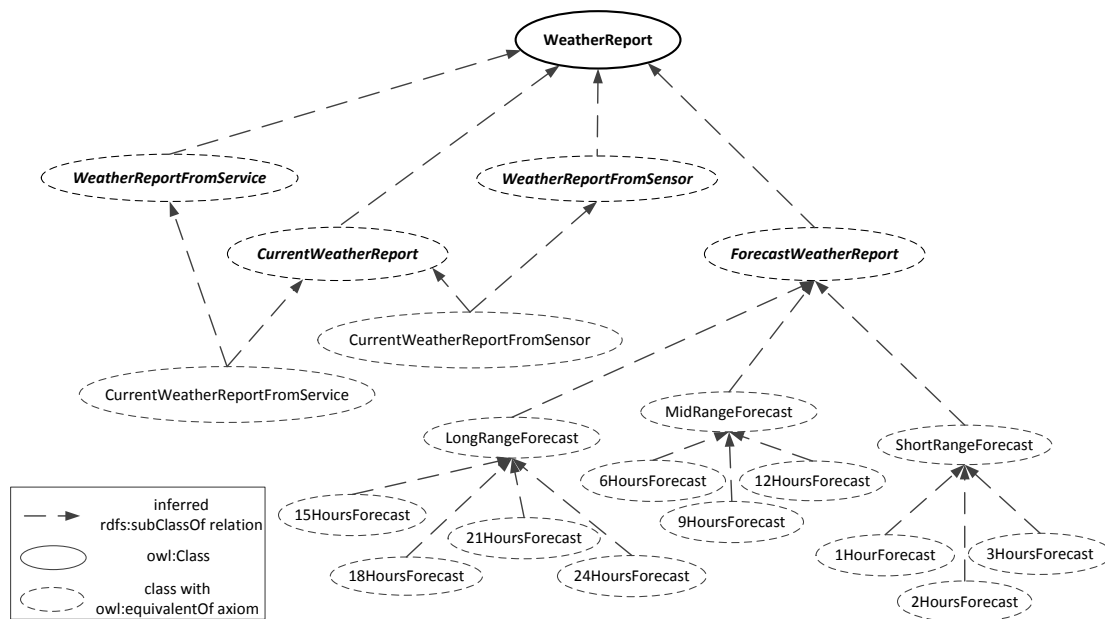 WeatherReport
WeatherReportFromService
WeatherReportFromSensor
CurrentWeatherReport
ForecastWeatherReport
CurrentWeatherReportFromSensor
CurrentWeatherReportFromService
MidRangeForecast
LongRangeForecast
ShortRangeForecast
6HoursForecast
12HoursForecast
15HoursForecast
9HoursForecast
21HoursForecast
1HourForecast
3HoursForecast
18HoursForecast
24HoursForecast
2HoursForecast
inferred
rdfs:subClassOf relation
owl:Class
class with
owl:equivalentOf axiom